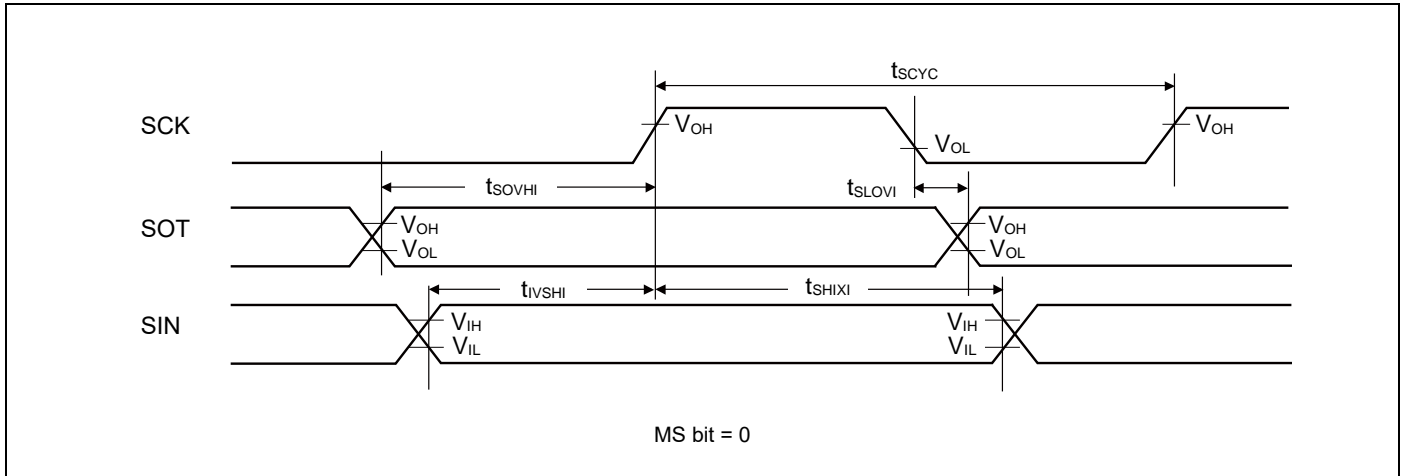 tSCYC
SCK
VOH
VOL
VOH
tSOVHI
tSLOVI
SOT
VOH
VOL
VOH
VOL
tIVSHI
tSHIXI
SIN
VIH
VIL
VIH
VIL
MS bit = 0